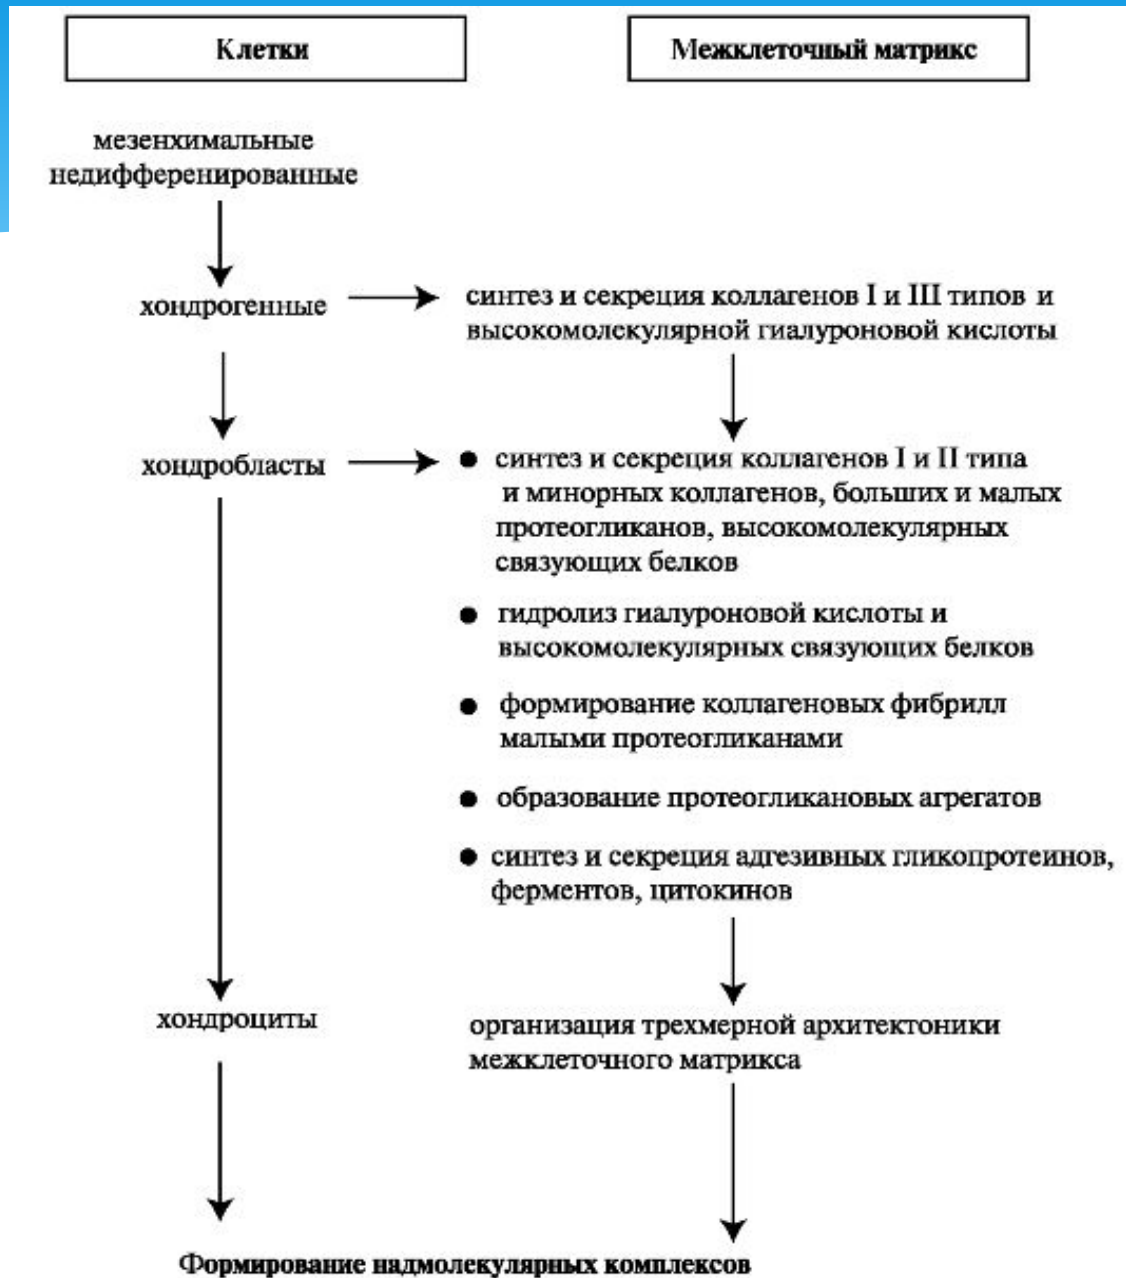 Клетки
Межклеточный матрикс
мезенхимальные
недифференированные
хондрогенные
синтез и секреция коллагенов I и III типов и
высокомолекулярной гиалуроновой кислоты
хондробласты
● синтез и секреция коллагенов I и II типа
и минорных коллагенов, больших и малых
протеогликанов, высокомолекулярных
связующих белков
● гидролиз гиалуроновой кислоты и
высокомолекулярных связующих белков
● формирование коллагеновых фибрилл
малыми протеогликанами
● образование протеогликановых агрегатов
● синтез и секреция адгезивных гликопротеинов,
ферментов, цитокинов
хондроциты
организация трехмерной архитектоники
межклеточного матрикса
Формирование надмолекулярных комплексов